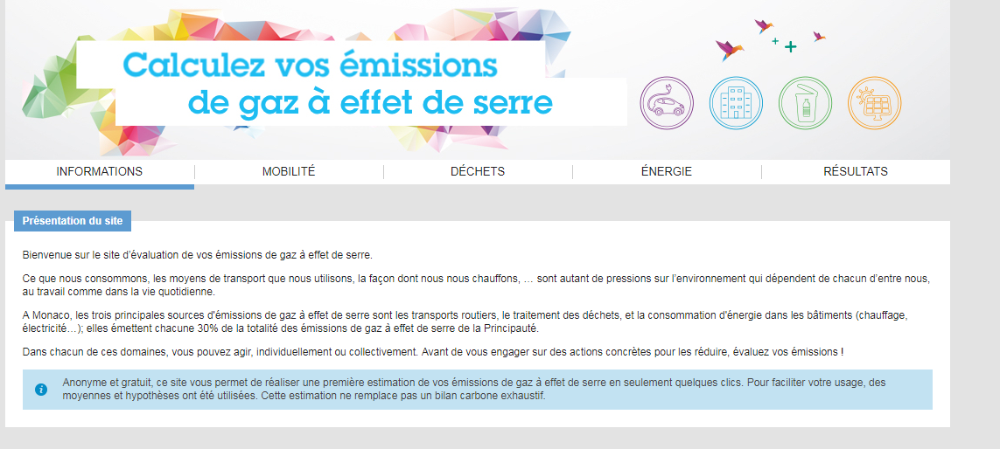 Calculez vos émissions
de gaz à effet de serre
INFORMATIONS
MOBILITÉ
DÉCHETS
ÉNERGIE
RÉSULTATS
Présentation du site
Bienvenue sur le site d'évaluation de vos émissions de gaz à effet de serre.
Ce que nous consommons, les moyens de transport que nous utilisons, la façon dont nous nous chauffons, … sont autant de pressions sur l'environnement qui dépendent de chacun d'entre nous,
au travail comme dans la vie quotidienne.
A Monaco, les trois principales sources d'émissions de gaz à effet de serre sont les transports routiers, le traitement des déchets, et la consommation d'énergie dans les bâtiments (chauffage,
électricité…); elles émettent chacune 30% de la totalité des émissions de gaz à effet de serre de la Principauté.
Dans chacun de ces domaines, vous pouvez agir, individuellement ou collectivement. Avant de vous engager sur des actions concrètes pour les réduire, évaluez vos émissions !
Anonyme et gratuit, ce site vous permet de réaliser une première estimation de vos émissions de gaz à effet de serre en seulement quelques clics. Pour faciliter votre usage, des
moyennes et hypothèses ont été utilisées. Cette estimation ne remplace pas un bilan carbone exhaustif.